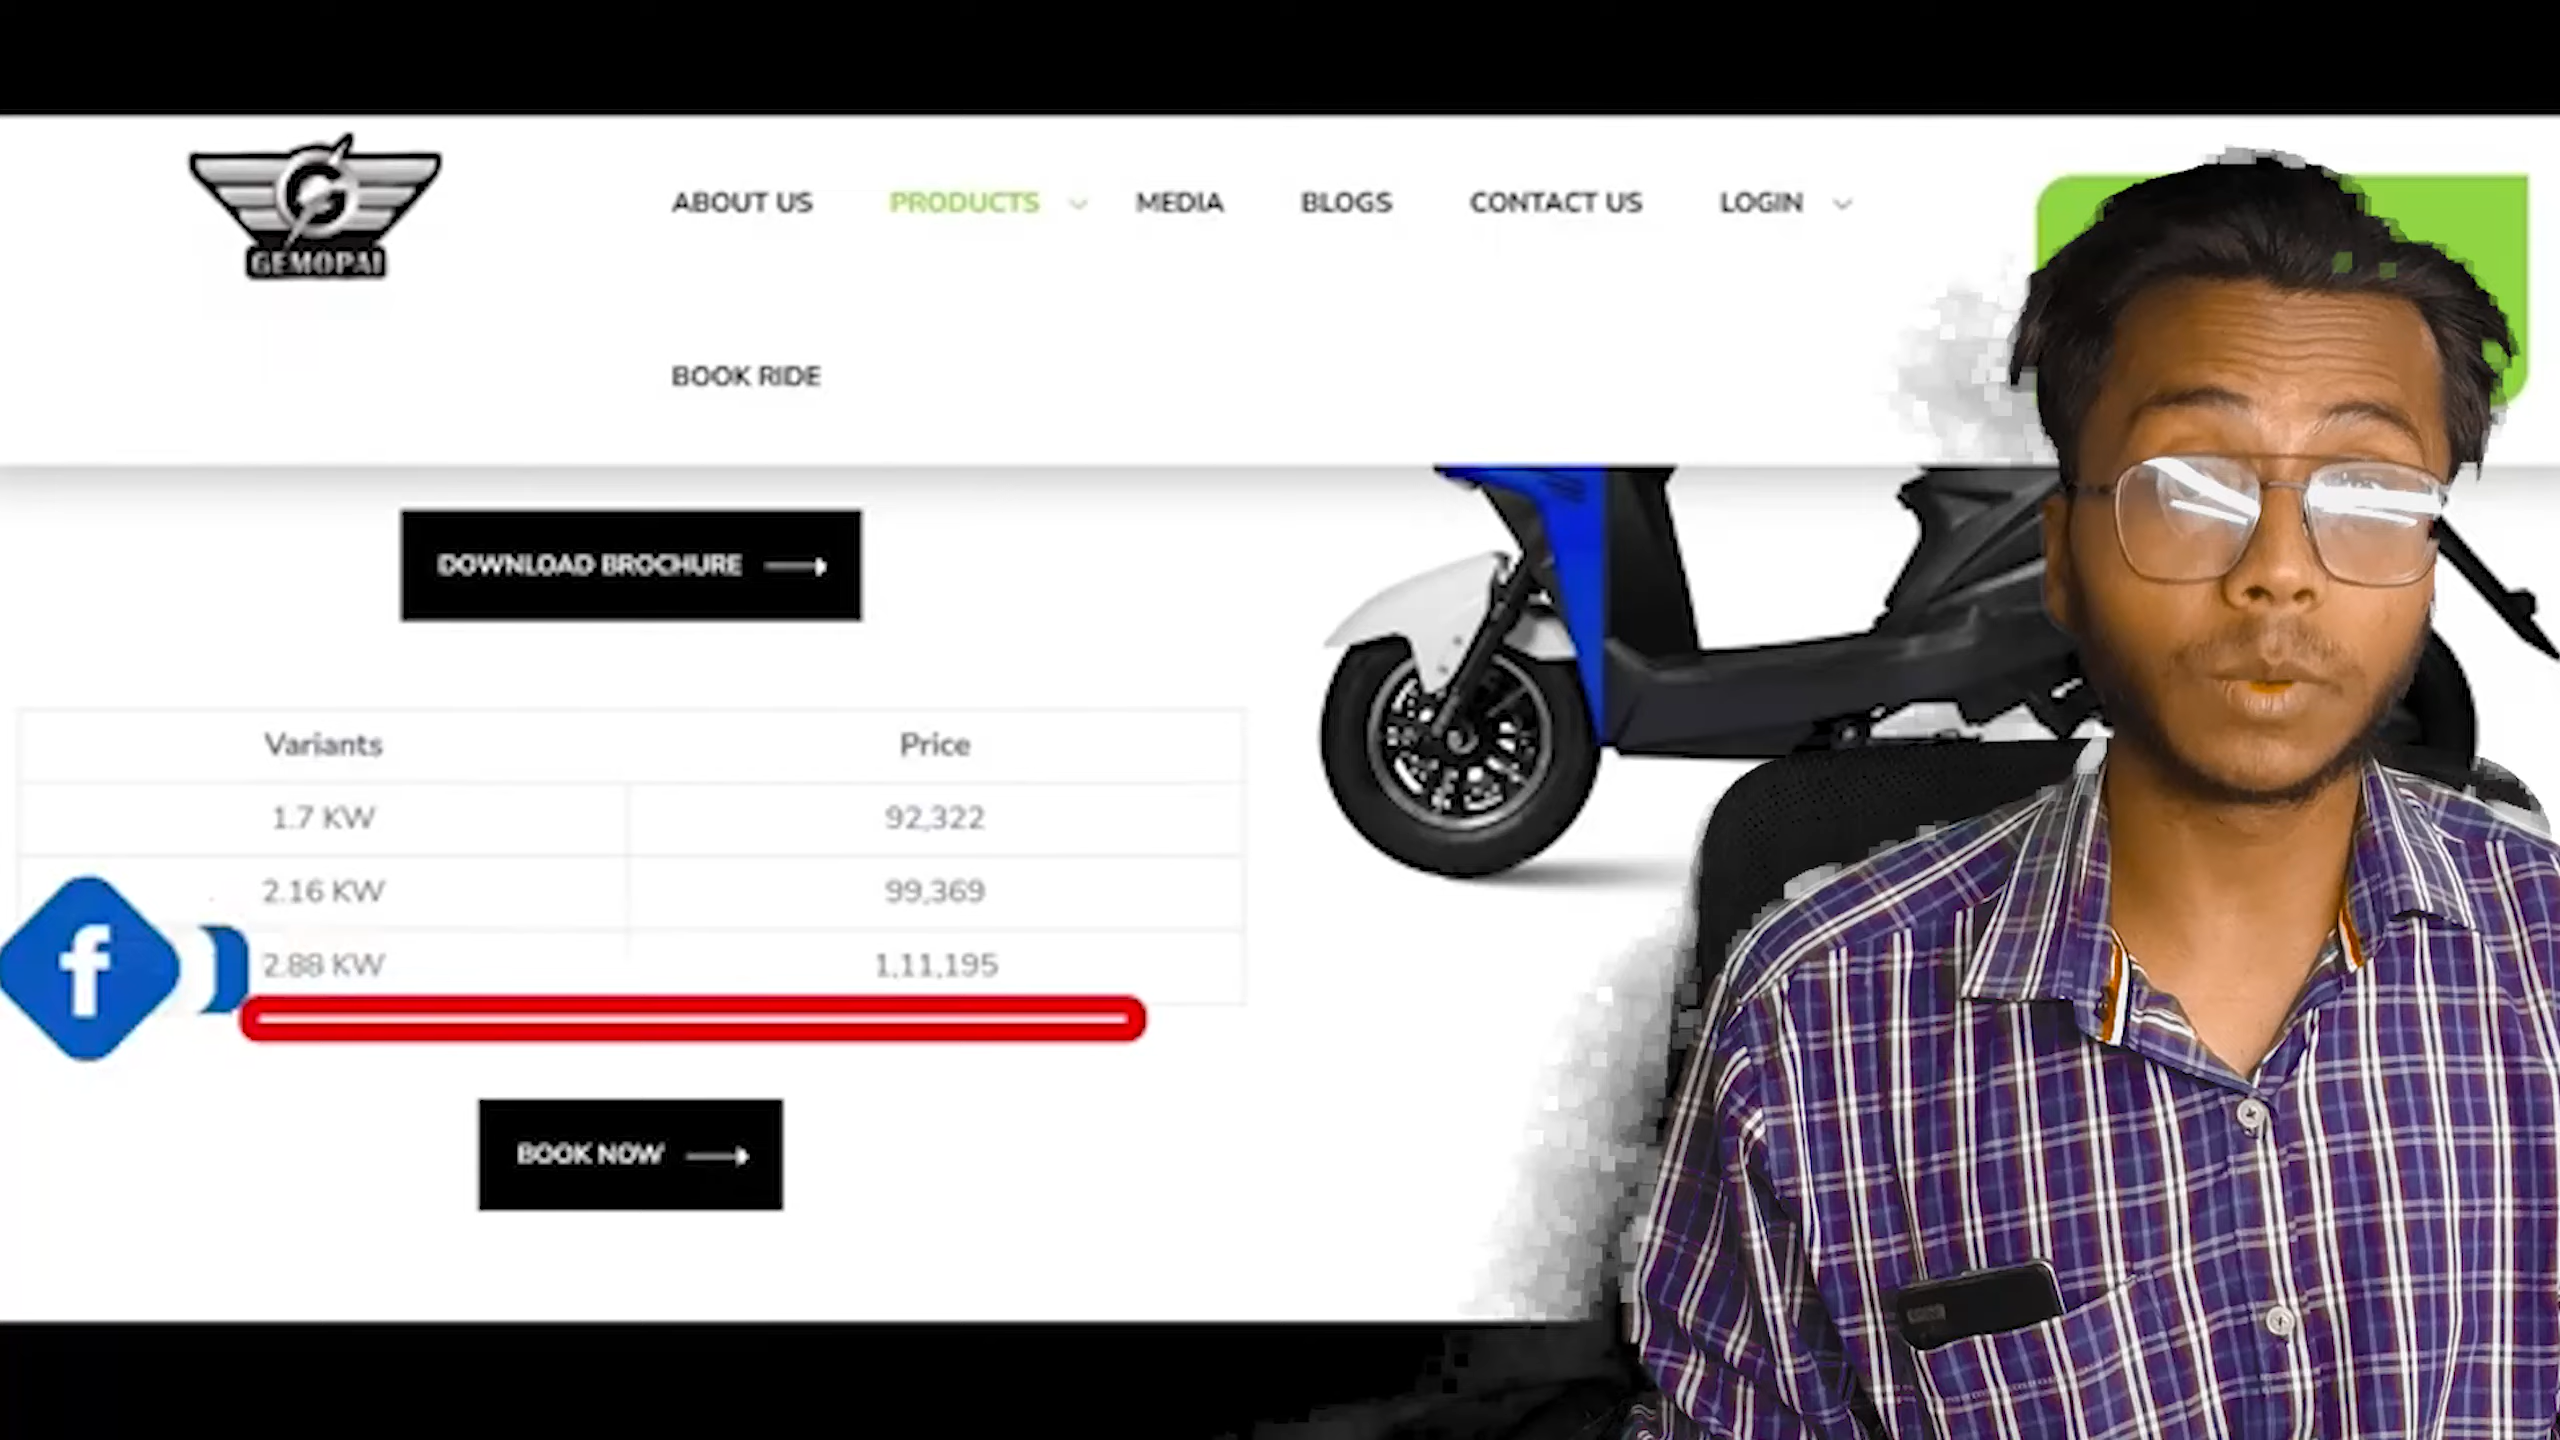 GEMOPAI
ABOUT US PRODUCTS MEDIA BLOGS CONTACT US LOGIN
BOOK RIDE
DOWNLOAD BROCHURE
Variants Price
1.7 KW 92,322
2.16 KW 99,369
f 2.88 KW 1,11,195
BOOK NOW